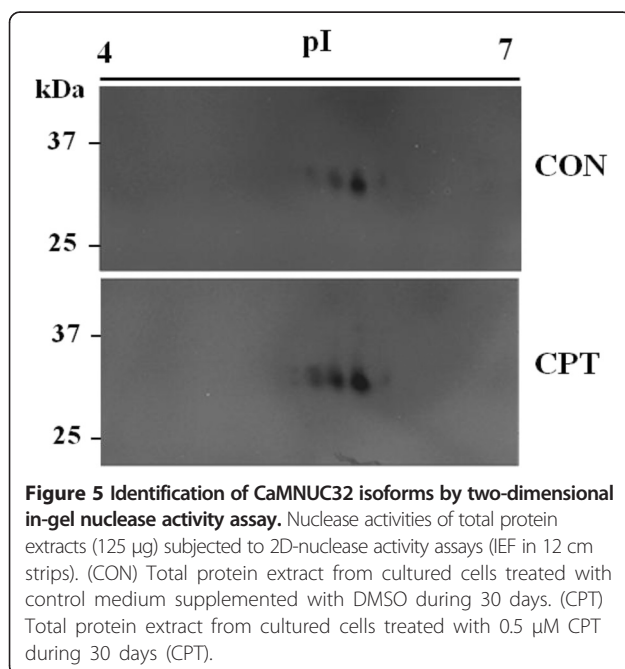 pI
4 7
kDa
37
CON
25
37
CPT
25
Figure 5 Identification of CaMNUC32 isoforms by two-dimensional
in-gel nuclease activity assay. Nuclease activities of total protein
extracts (125 μg) subjected to 2D-nuclease activity assays (IEF in 12 cm
strips). (CON) Total protein extract from cultured cells treated with
control medium supplemented with DMSO during 30 days. (CPT)
Total protein extract from cultured cells treated with 0.5 μM CPT
during 30 days (CPT).